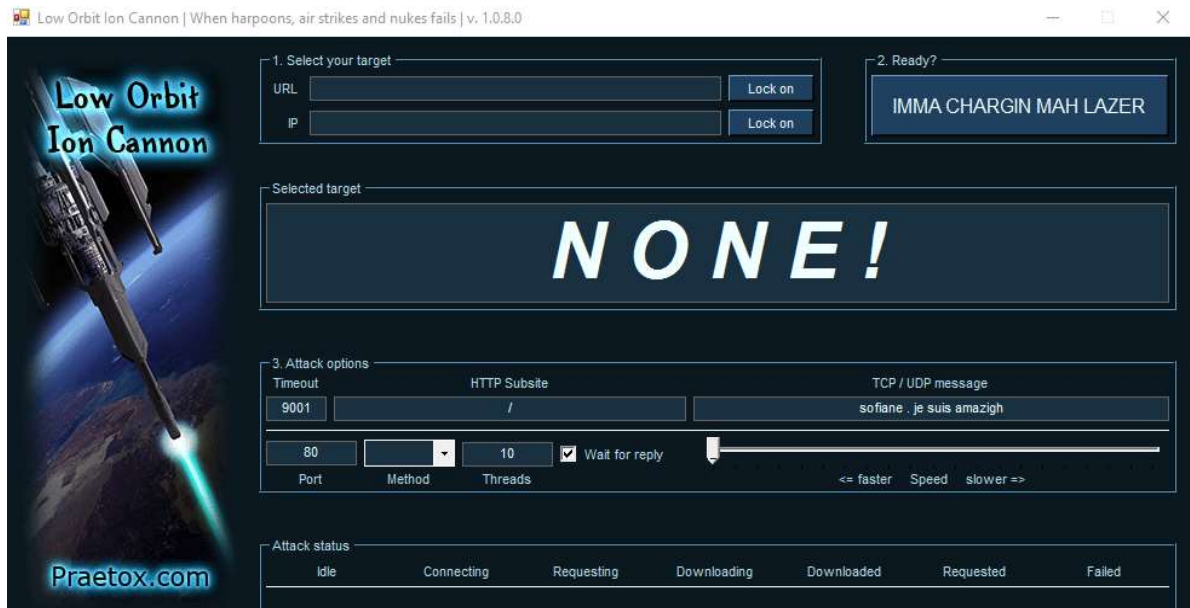 Low Orbit Ion Cannon | When harpoons, air strikes and nukes fails | v. 1.0.8.0
Low Orbit
Ion Cannon
1. Select your target
URL Lock on
IP Lock on
2. Ready?
IMMA CHARGIN MAH LAZER
Selected target
NONE!
3. Attack options
Timeout HTTP Subsite TCP / UDP message
9001 / sofiane . je suis amazigh
80 10 Wait for reply
Port Method Threads <= faster Speed slower =>
Attack status
Idle Connecting Requesting Downloading Downloaded Requested Failed
Praetox.com